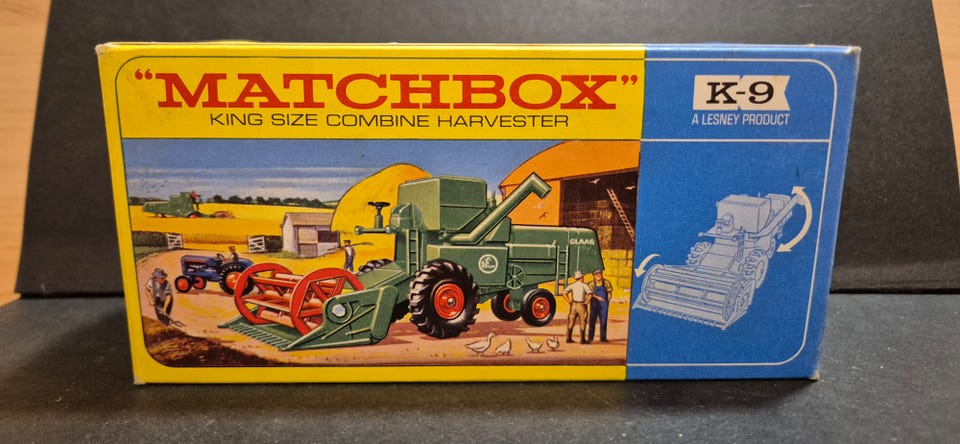 "MATCHBOX"
KING SIZE COMBINE HARVESTER
K-9
A LESNEY PRODUCT
CLAAS